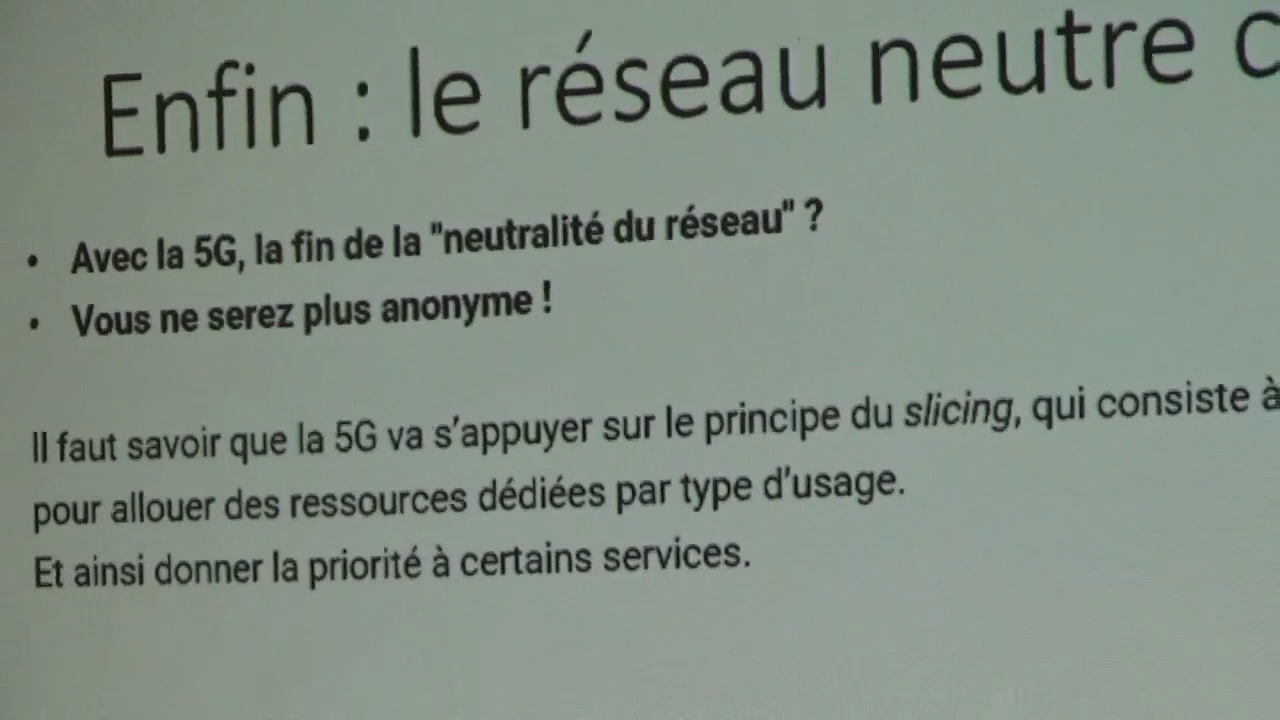 Enfin : le réseau neutre c
• Avec la 5G, la fin de la "neutralité du réseau" ?
• Vous ne serez plus anonyme !
Il faut savoir que la 5G va s’appuyer sur le principe du slicing, qui consiste à
pour allouer des ressources dédiées par type d’usage.
Et ainsi donner la priorité à certains services.